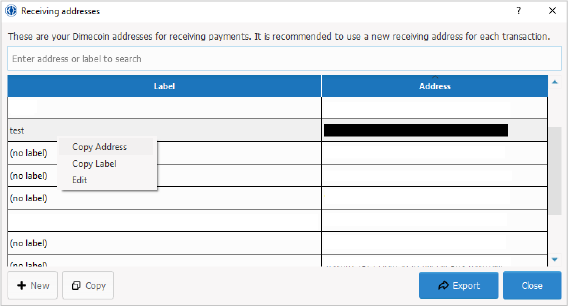 Receiving addresses
These are your Dimecoin addresses for receiving payments. It is recommended to use a new receiving address for each transaction.
Enter address or label to search
Label Address
test
Copy Address
(no label)
Copy Label
(no label)
Edit
(no label)
(no label)
(no label)
New Copy Export Close